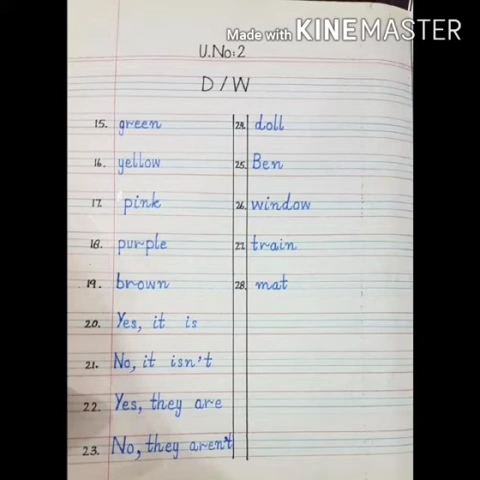 Made with KINEMASTER
U.No:2
D/W
15. green
16. yellow
17. pink
18. purple
19. brown
20. Yes, it is
21. No, it isn't
22. Yes, they are
23. No, they aren't
24. doll
25. Ben
26. window
27. train
28. mat